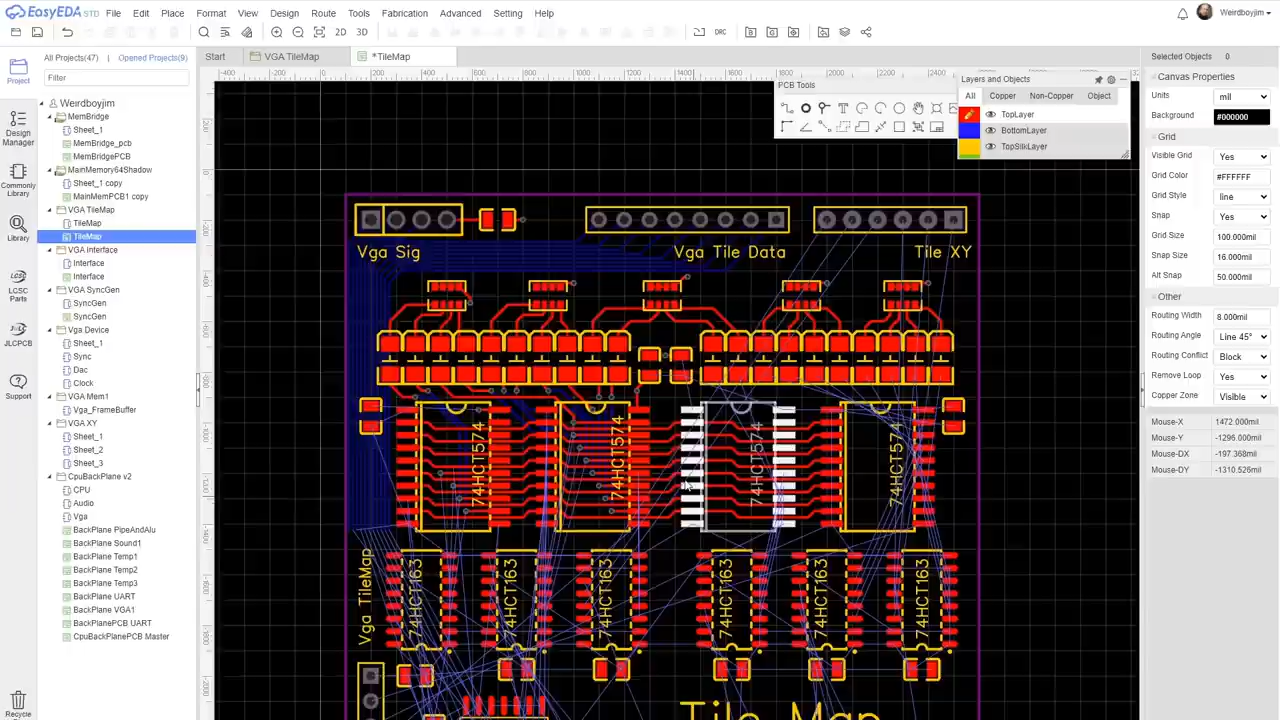 EasyEDA STD File Edit Place Format View Design Route Tools Fabrication Advanced Setting Help Weirdboyjim
2D 3D DRC
All Projects(47) | Opened Projects(9) Start VGA TileMap *TileMap Selected Objects 0
Filter
Project
Design Manager
Commonly Library
Library
LCSC Parts
JLCPCB
Support
Recycle
Weirdboyjim
MemBridge
Sheet_1
MemBridge_pcb
MemBridgePCB
MainMemory64Shadow
Sheet_1 copy
MainMemPCB1 copy
VGA TileMap
TileMap
TileMap
VGA Interface
Interface
Interface
VGA SyncGen
SyncGen
SyncGen
Vga Device
Sheet_1
Sync
Dac
Clock
VGA Mem1
Vga_FrameBuffer
VGA XY
Sheet_1
Sheet_2
Sheet_3
CpuBackPlane v2
CPU
Audio
Vga
BackPlane PipeAndAlu
BackPlane Sound1
BackPlane Temp1
BackPlane Temp2
BackPlane Temp3
BackPlane UART
BackPlane VGA1
BackPlanePCB UART
CpuBackPlanePCB Master
PCB Tools
Layers and Objects
All Copper Non-Copper Object
TopLayer
BottomLayer
TopSilkLayer
Vga Sig Vga Tile Data Tile XY
74HCT574 74HCT574 74HCT574 74HCT574
Vga TileMap
74HCT163 74HCT163 74HCT163 74HCT163 74HCT163 74HCT163
Tile Map
Canvas Properties
Units mil
Background #000000
Grid
Visible Grid Yes
Grid Color #FFFFFF
Grid Style line
Snap Yes
Grid Size 100.000mil
Snap Size 16.000mil
Alt Snap 50.000mil
Other
Routing Width 8.000mil
Routing Angle Line 45°
Routing Conflict Block
Remove Loop Yes
Copper Zone Visible
Mouse-X 1472.000mil
Mouse-Y -1296.000mil
Mouse-DX -197.368mil
Mouse-DY -1310.526mil